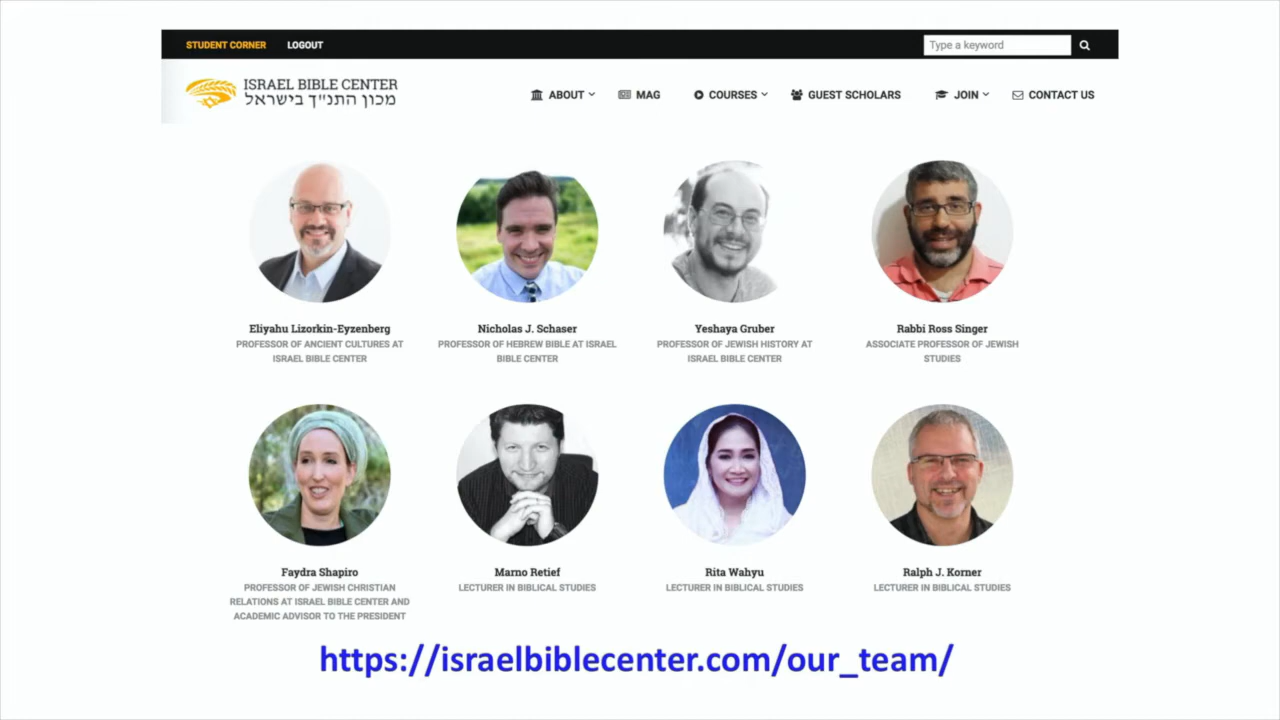 STUDENT CORNER LOGOUT Type a keyword
ISRAEL BIBLE CENTER
מכון התנ"ך בישראל
ABOUT MAG COURSES GUEST SCHOLARS JOIN CONTACT US
Eliyahu Lizorkin-Eyzenberg
PROFESSOR OF ANCIENT CULTURES AT
ISRAEL BIBLE CENTER
Nicholas J. Schaser
PROFESSOR OF HEBREW BIBLE AT ISRAEL
BIBLE CENTER
Yeshaya Gruber
PROFESSOR OF JEWISH HISTORY AT
ISRAEL BIBLE CENTER
Rabbi Ross Singer
ASSOCIATE PROFESSOR OF JEWISH
STUDIES
Faydra Shapiro
PROFESSOR OF JEWISH CHRISTIAN
RELATIONS AT ISRAEL BIBLE CENTER AND
ACADEMIC ADVISOR TO THE PRESIDENT
Marno Retief
LECTURER IN BIBLICAL STUDIES
Rita Wahyu
LECTURER IN BIBLICAL STUDIES
Ralph J. Korner
LECTURER IN BIBLICAL STUDIES
https://israelbiblecenter.com/our_team/